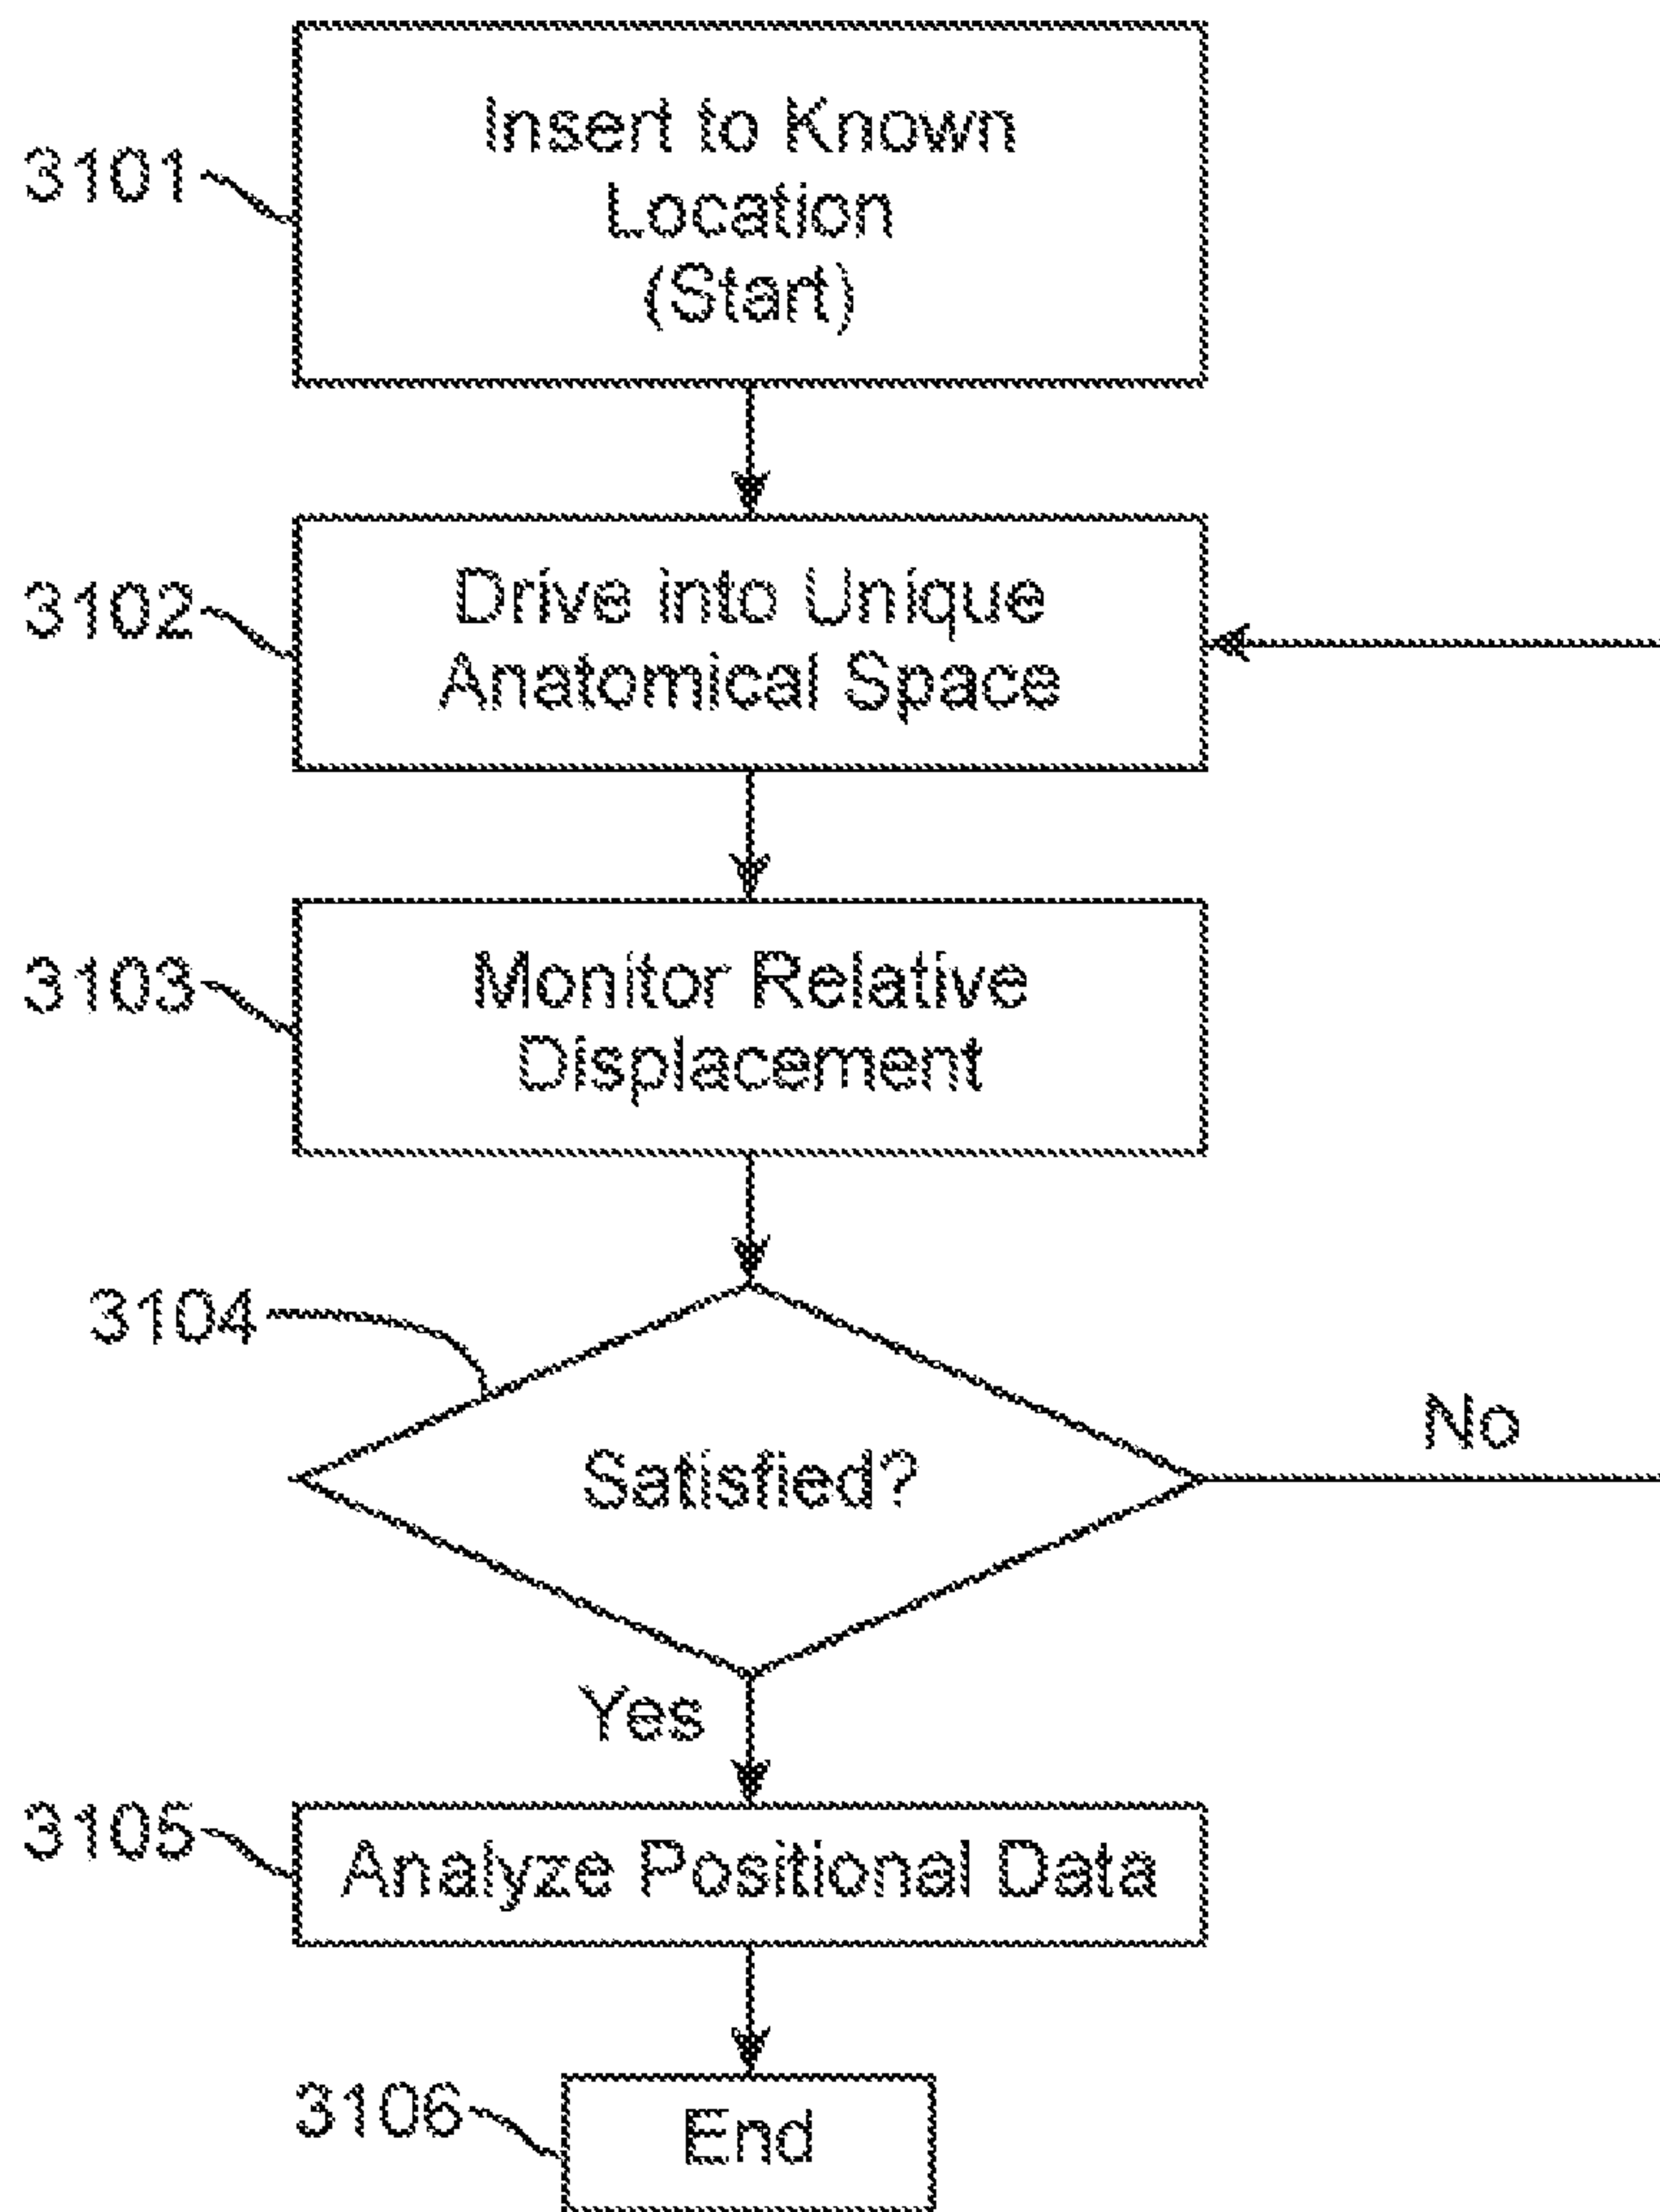 3101
Insert to Known
Location
(Start)
3102
Drive into Unique
Anatomical Space
3103
Monitor Relative
Displacement
3104
Satisfied?
No
Yes
3105
Analyze Positional Data
3106
End